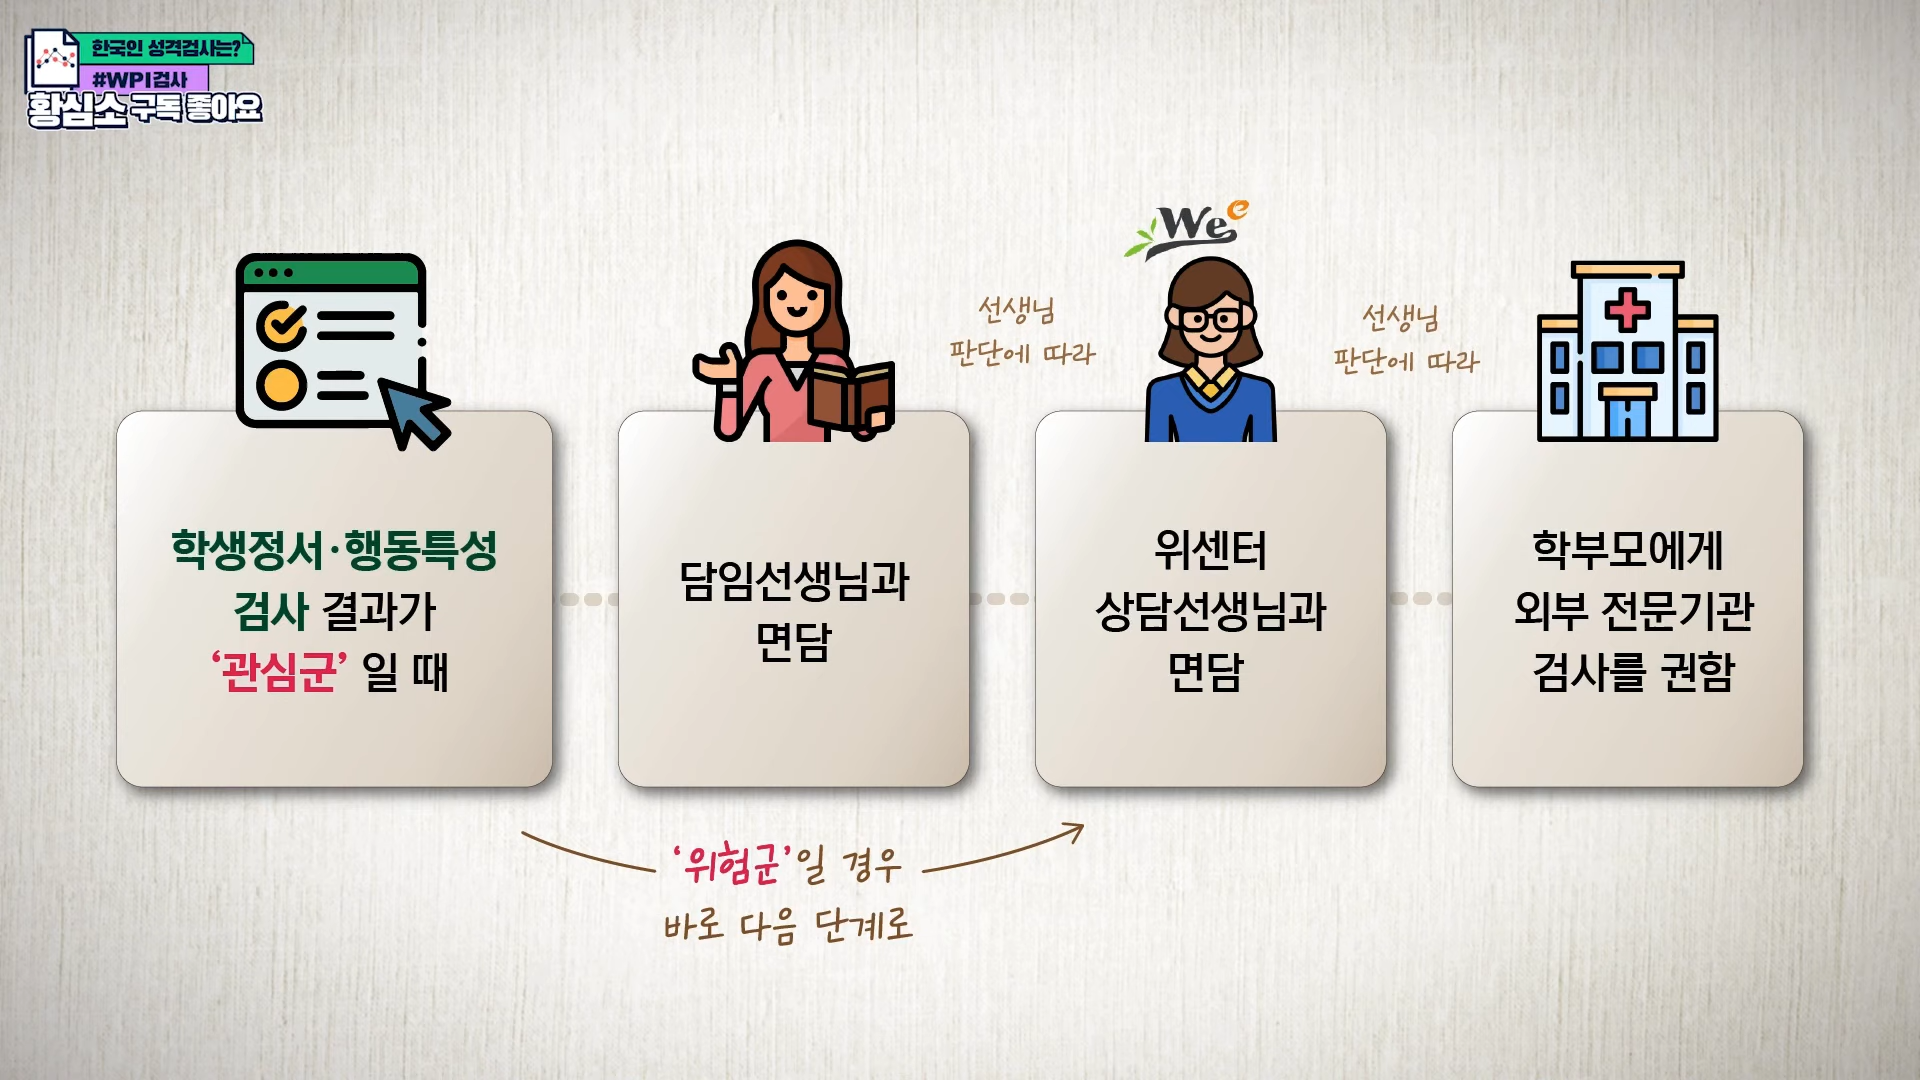 한국인 성격검사는?
#WPI검사
황심소 구독 좋아요
학생정서·행동특성
검사 결과가
‘관심군’ 일 때
담임선생님과
면담
선생님
판단에 따라
Wee
위센터
상담선생님과
면담
선생님
판단에 따라
학부모에게
외부 전문기관
검사를 권함
‘위험군’일 경우
바로 다음 단계로